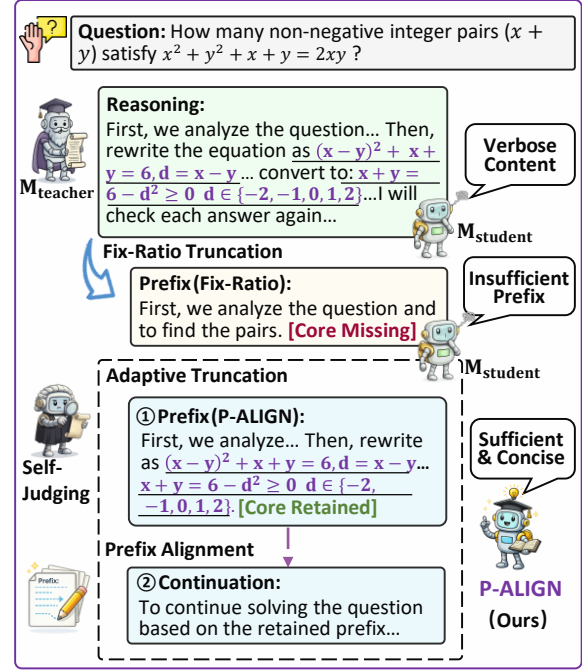 Question: How many non-negative integer pairs (x +
y) satisfy x² + y² + x + y = 2xy ?
Reasoning:
First, we analyze the question... Then,
rewrite the equation as (x − y)² + x +
y = 6, d = x − y ... convert to: x + y =
6 − d² ≥ 0 d ∈ {−2, −1, 0, 1, 2}...I will
check each answer again...
M_teacher
Verbose
Content
M_student
Fix-Ratio Truncation
Prefix(Fix-Ratio):
First, we analyze the question and
to find the pairs. [Core Missing]
Insufficient
Prefix
M_student
Adaptive Truncation
①Prefix(P-ALIGN):
First, we analyze... Then, rewrite
as (x − y)² + x + y = 6, d = x − y...
x + y = 6 − d² ≥ 0 d ∈ {−2,
−1, 0, 1, 2}. [Core Retained]
Self-
Judging
Sufficient
& Concise
Prefix Alignment
Prefix:
②Continuation:
To continue solving the question
based on the retained prefix...
P-ALIGN
(Ours)